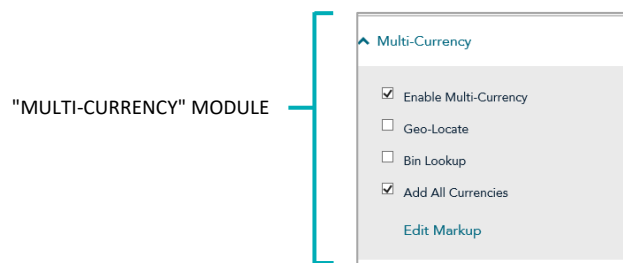 "MULTI-CURRENCY" MODULE
Multi-Currency
Enable Multi-Currency
Geo-Locate
Bin Lookup
Add All Currencies
Edit Markup